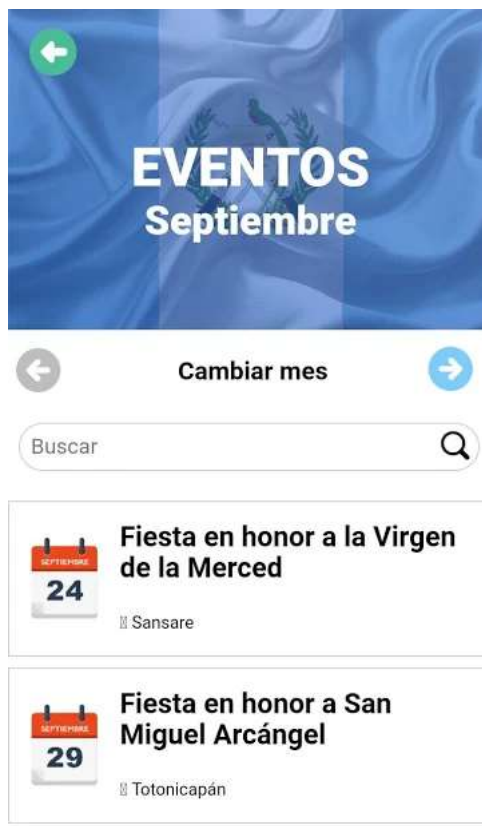 EVENTOS
Septiembre
Cambiar mes
Buscar
SEPTIEMBRE
24
Fiesta en honor a la Virgen
de la Merced
Sansare
SEPTIEMBRE
29
Fiesta en honor a San
Miguel Arcángel
Totonicapán